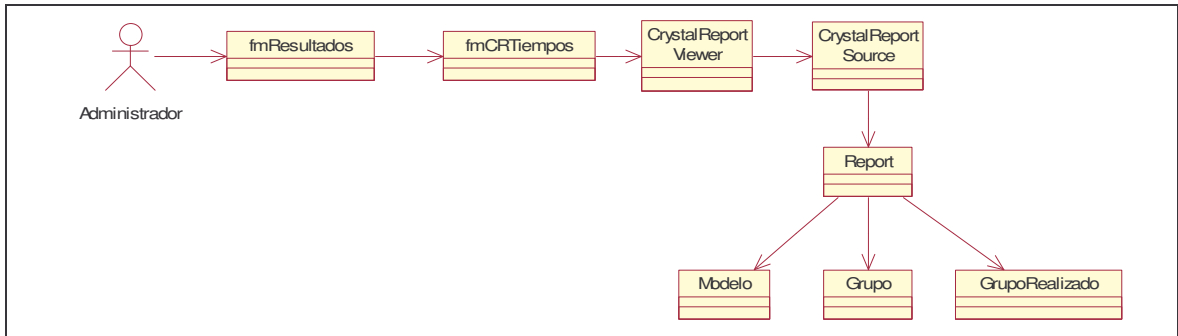 fmResultados
fmCRTiempos
CrystalReport
Viewer
CrystalReport
Source
Administrador
Report
Modelo
Grupo
GrupoRealizado